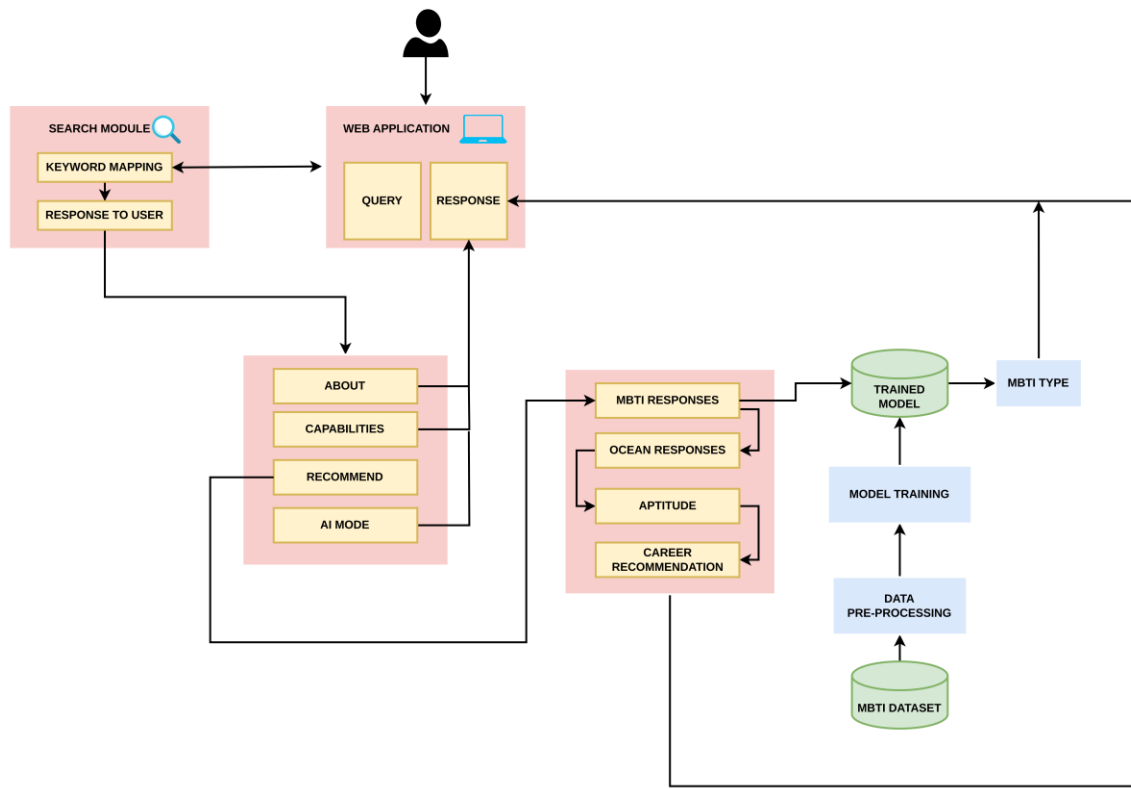 SEARCH MODULE
KEYWORD MAPPING
RESPONSE TO USER
WEB APPLICATION
QUERY
RESPONSE
ABOUT
CAPABILITIES
RECOMMEND
AI MODE
MBTI RESPONSES
OCEAN RESPONSES
APTITUDE
CAREER
RECOMMENDATION
TRAINED
MODEL
MBTI TYPE
MODEL TRAINING
DATA
PRE-PROCESSING
MBTI DATASET